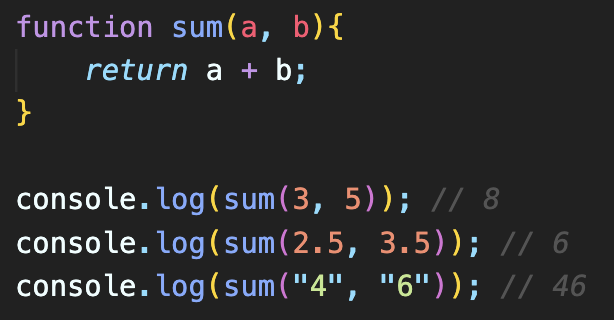 function sum(a, b){
    return a + b;
}

console.log(sum(3, 5)); // 8
console.log(sum(2.5, 3.5)); // 6
console.log(sum("4", "6")); // 46